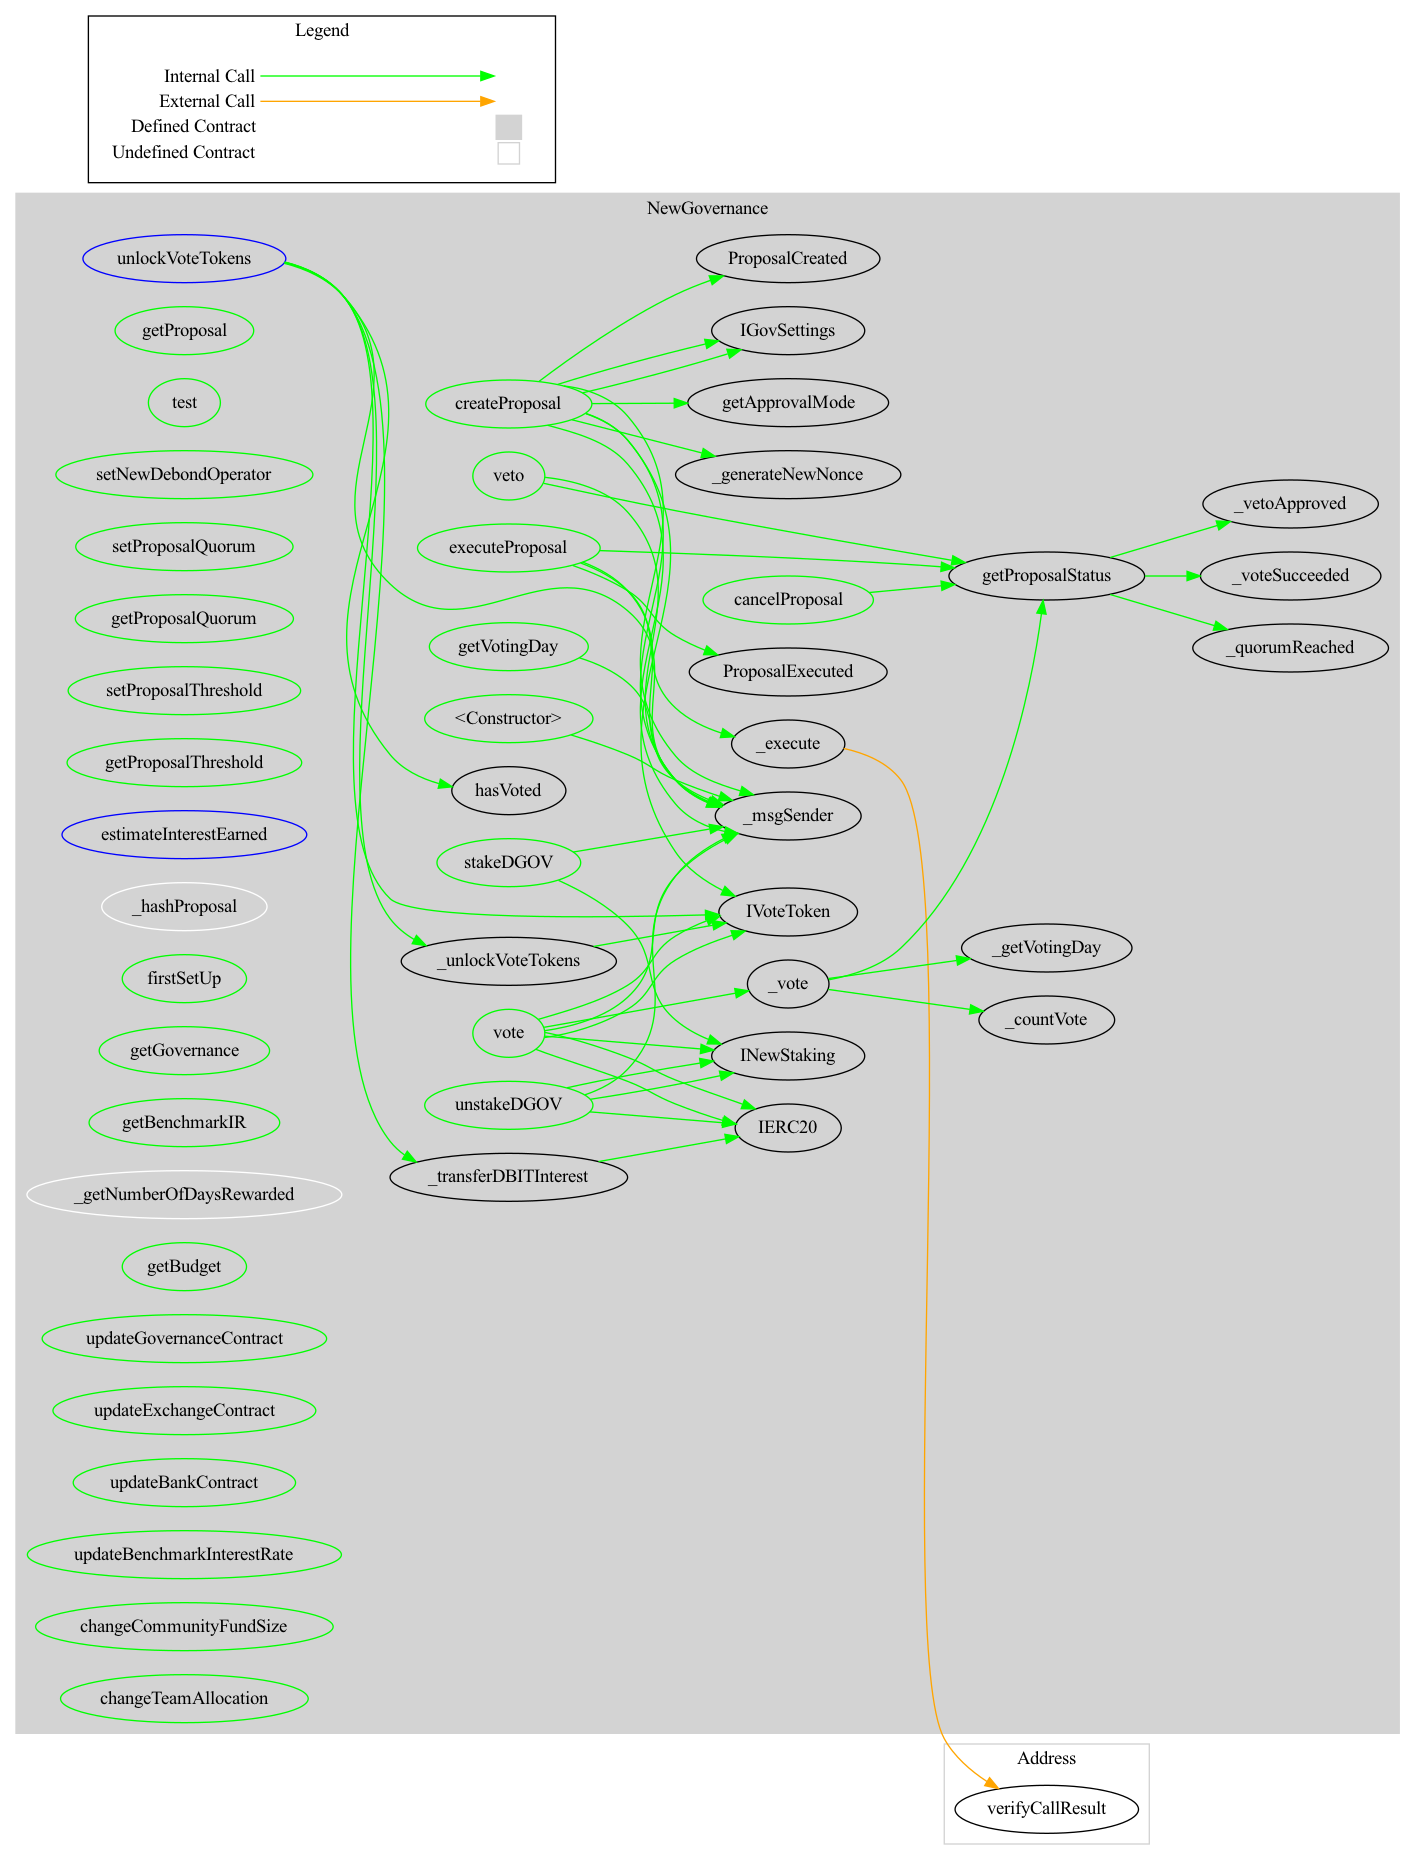 Legend
Internal Call
External Call
Defined Contract
Undefined Contract
NewGovernance
unlockVoteTokens
getProposal
test
setNewDebondOperator
setProposalQuorum
getProposalQuorum
setProposalThreshold
getProposalThreshold
estimateInterestEarned
_hashProposal
firstSetUp
getGovernance
getBenchmarkIR
_getNumberOfDaysRewarded
getBudget
updateGovernanceContract
updateExchangeContract
updateBankContract
updateBenchmarkInterestRate
changeCommunityFundSize
changeTeamAllocation
createProposal
veto
executeProposal
getVotingDay
<Constructor>
hasVoted
stakeDGOV
_unlockVoteTokens
vote
unstakeDGOV
_transferDBITInterest
ProposalCreated
IGovSettings
getApprovalMode
_generateNewNonce
cancelProposal
ProposalExecuted
_execute
_msgSender
IVoteToken
_vote
INewStaking
IERC20
getProposalStatus
_getVotingDay
_countVote
_vetoApproved
_voteSucceeded
_quorumReached
Address
verifyCallResult